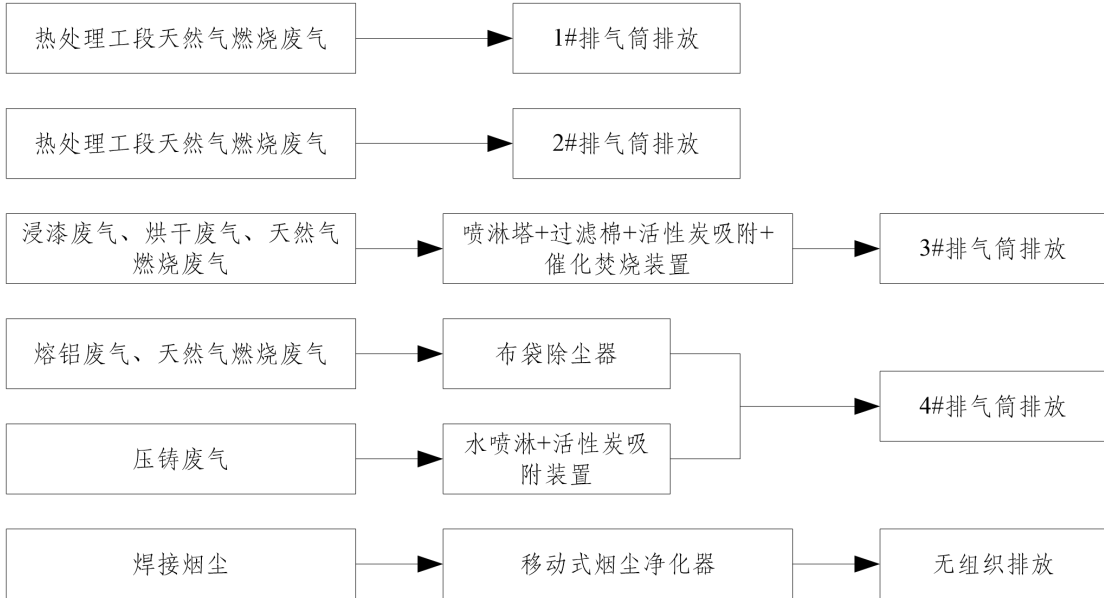 热处理工段天然气燃烧废气
1#排气筒排放
热处理工段天然气燃烧废气
2#排气筒排放
浸漆废气、烘干废气、天然气
燃烧废气
喷淋塔+过滤棉+活性炭吸附+
催化焚烧装置
3#排气筒排放
熔铝废气、天然气燃烧废气
布袋除尘器
压铸废气
水喷淋+活性炭吸
附装置
4#排气筒排放
焊接烟尘
移动式烟尘净化器
无组织排放